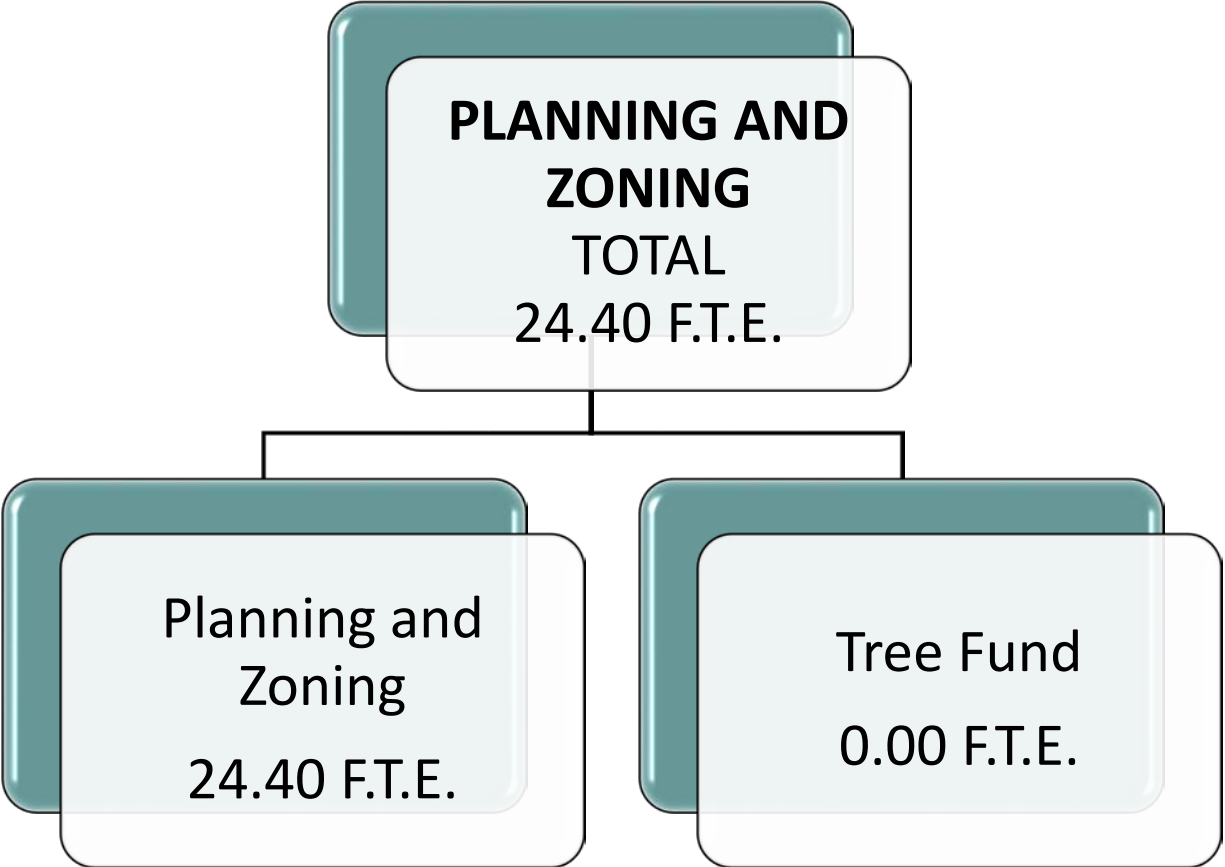 PLANNING AND
ZONING
TOTAL
24.40 F.T.E.
Planning and
Zoning
24.40 F.T.E.
Tree Fund
0.00 F.T.E.